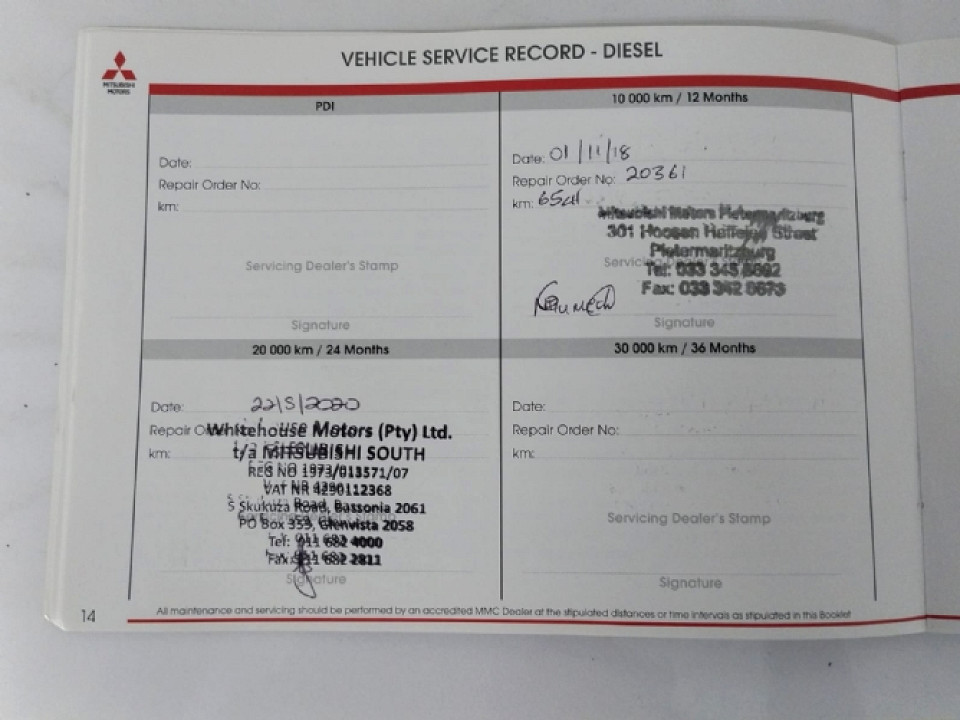 MITSUBISHI
MOTORS
VEHICLE SERVICE RECORD - DIESEL
PDI
Date:
Repair Order No:
km:
Servicing Dealer's Stamp
Signature
10 000 km / 12 Months
Date: 01/11/18
Repair Order No: 20361
km:
Mitsubishi Motors Pietermaritzburg
301 Hoosen Haffejee Street
Pietermaritzburg
Servicing
Tel: 033 345
Fax: 033 342
Signature
20 000 km / 24 Months
Date: 22/5/2020
Repair
Whitehouse Motors (Pty) Ltd.
km:
t/a MITSUBISHI SOUTH
REG NO 1973/013571/07
VAT NR 4290112368
5 Skukuza Road, Bassonia 2061
PO Box 353, Glenvista 2058
Tel: 011 682 4000
Fax: 011 682 2811
Signature
30 000 km / 36 Months
Date:
Repair Order No:
km:
Servicing Dealer's Stamp
Signature
14
All maintenance and servicing should be performed by an accredited MMC Dealer at the stipulated distances or time intervals as stipulated in this Booklet